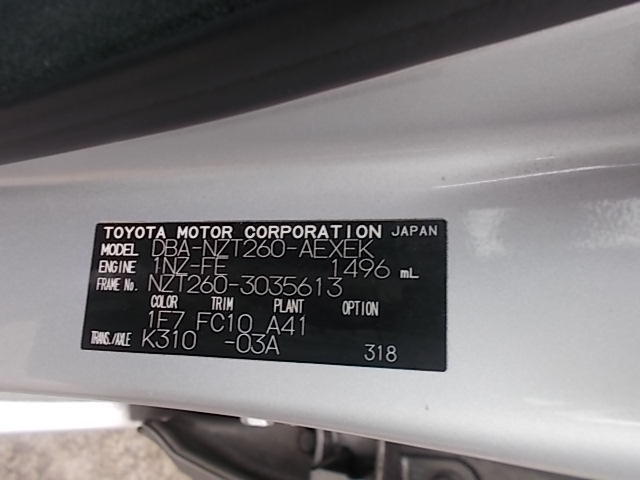 TOYOTA MOTOR CORPORATION JAPAN
MODEL DBA-NZT260-AEXEK
ENGINE 1NZ-FE 1496 mL
FRAME No. NZT260-3035613
COLOR TRIM PLANT OPTION
1F7 FC10 A41
TRANS./AXLE K310 -03A
318